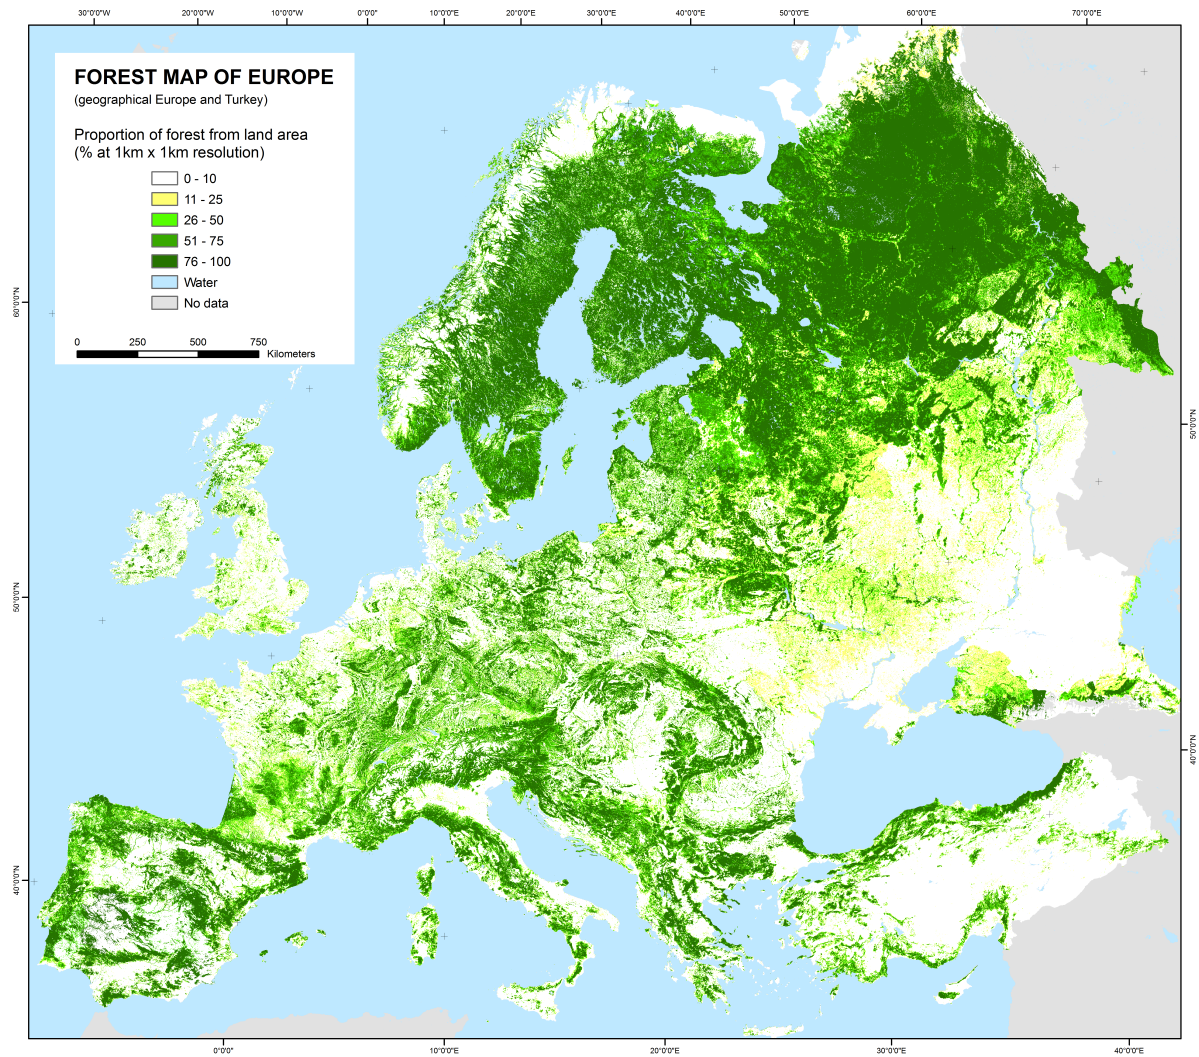 30°0'0"W 20°0'0"W 10°0'0"W 0°0'0" 10°0'0"E 20°0'0"E 30°0'0"E 40°0'0"E 50°0'0"E 60°0'0"E 70°0'0"E
FOREST MAP OF EUROPE
(geographical Europe and Turkey)
Proportion of forest from land area
(% at 1km x 1km resolution)
0 - 10
11 - 25
26 - 50
51 - 75
76 - 100
Water
No data
0 250 500 750
Kilometers
60°0'0"N
50°0'0"N
40°0'0"N
50°0'0"N
40°0'0"N
0°0'0" 10°0'0"E 20°0'0"E 30°0'0"E 40°0'0"E